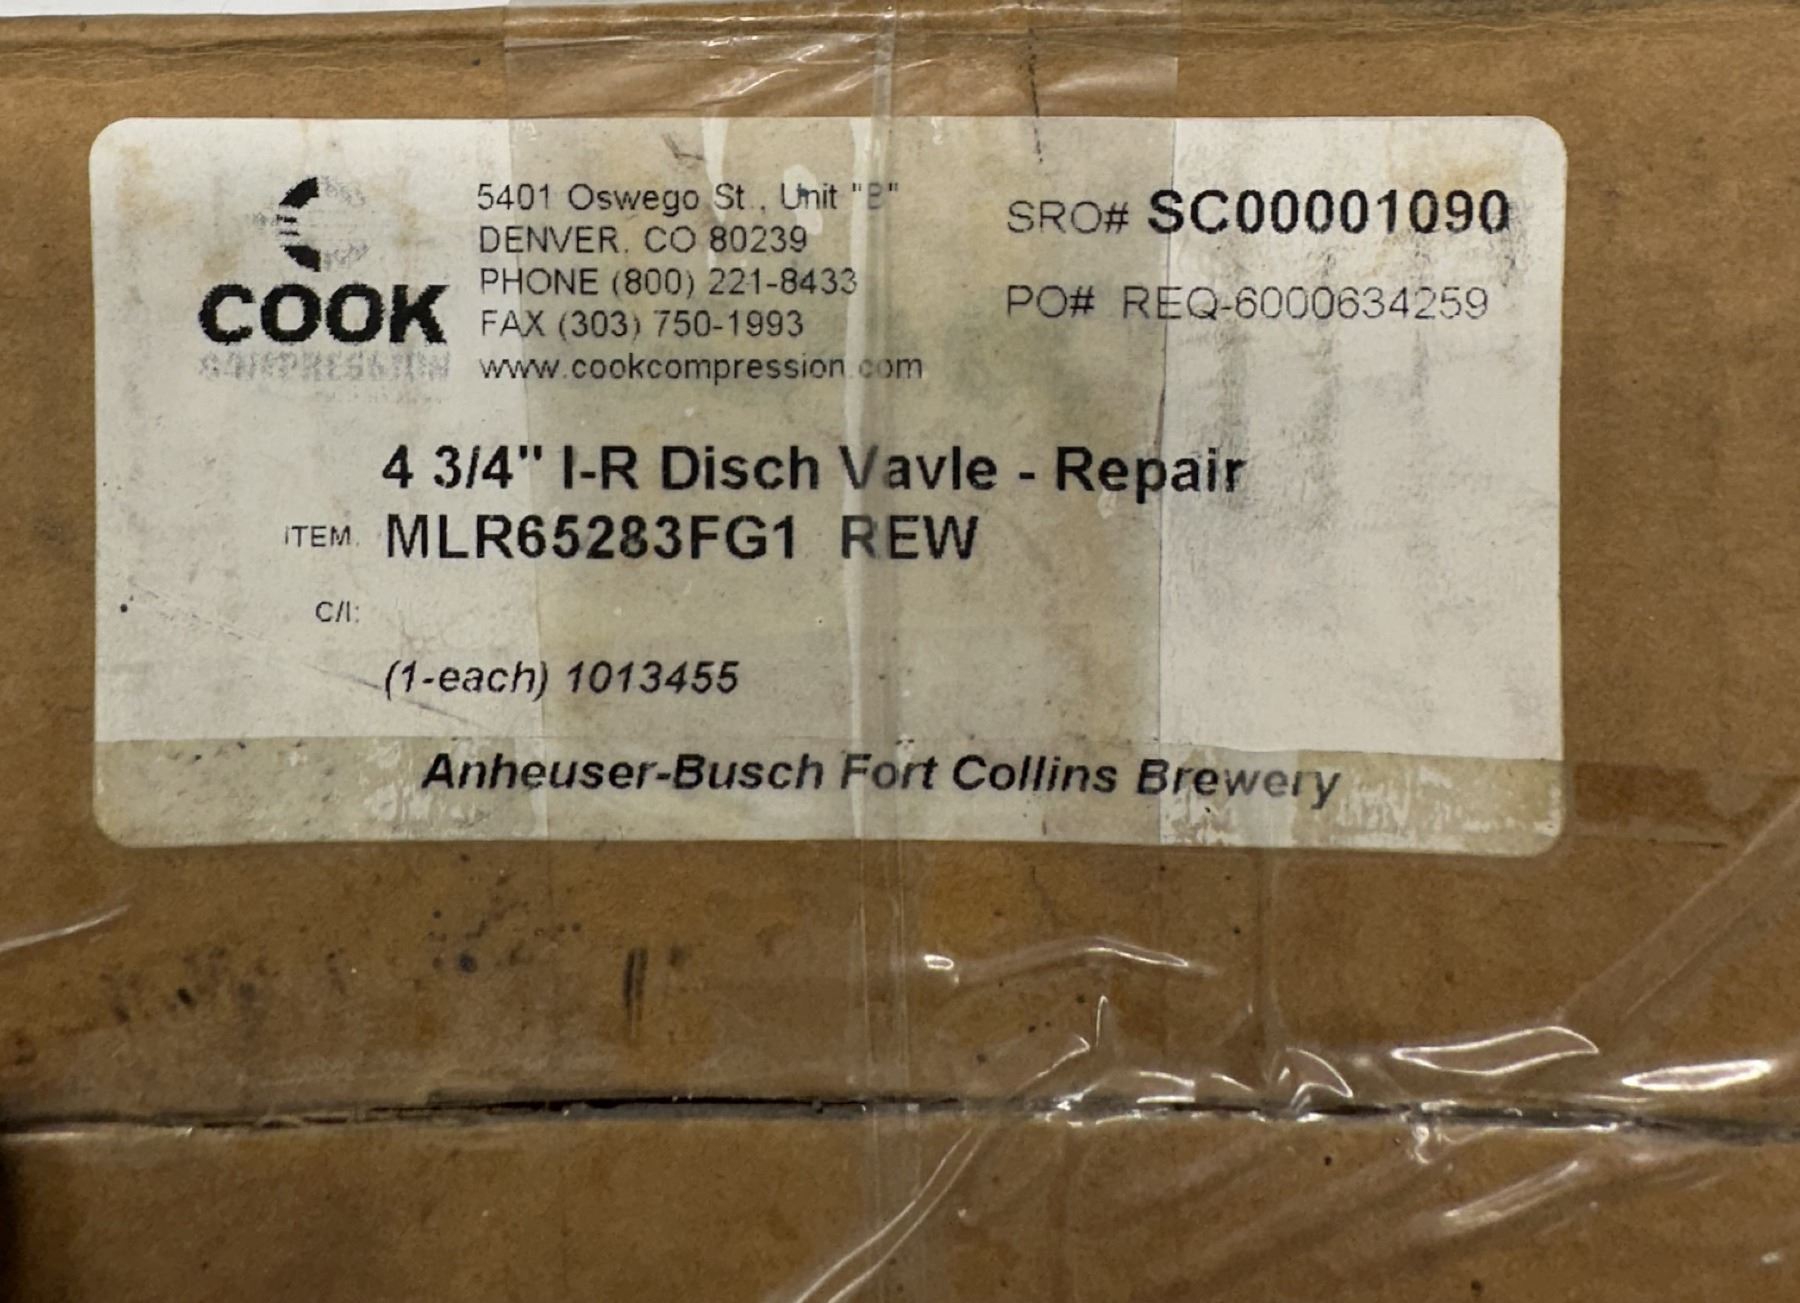 COOK
COMPRESSION
5401 Oswego St., Unit "B"
DENVER, CO 80239
PHONE (800) 221-8433
FAX (303) 750-1993
www.cookcompression.com
SRO# SC00001090
PO# REQ-6000634259
4 3/4" I-R Disch Vavle - Repair
ITEM: MLR65283FG1 REW
C/I:
(1-each) 1013455
Anheuser-Busch Fort Collins Brewery